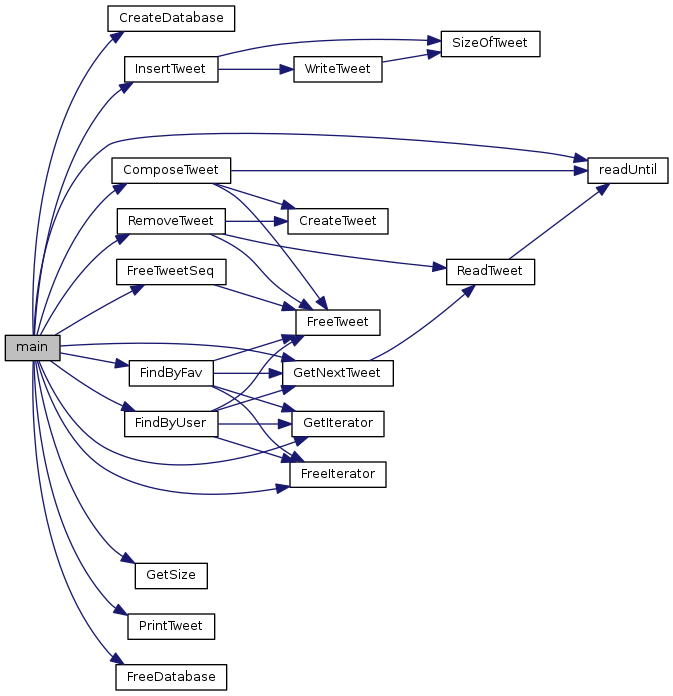 CreateDatabase
SizeOfTweet
InsertTweet
WriteTweet
ComposeTweet
readUntil
RemoveTweet
CreateTweet
FreeTweetSeq
ReadTweet
FreeTweet
main
FindByFav
GetNextTweet
FindByUser
GetIterator
FreeIterator
GetSize
PrintTweet
FreeDatabase